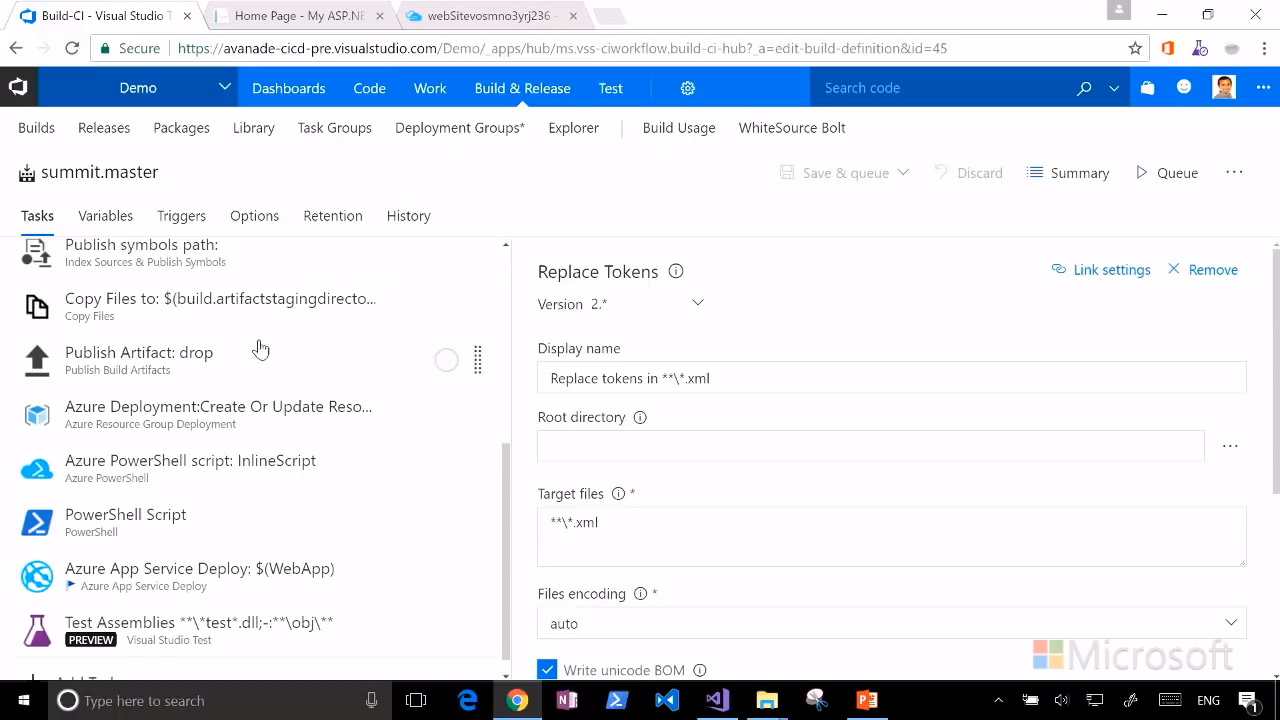 Build-CI - Visual Studio T
Home Page - My ASP.NE
webSitevosmno3yrj236 -
Secure
https://avanade-cicd-pre.visualstudio.com/Demo/_apps/hub/ms.vss-ciworkflow.build-ci-hub?_a=edit-build-definition&id=45
Demo
Dashboards
Code
Work
Build & Release
Test
Search code
Builds
Releases
Packages
Library
Task Groups
Deployment Groups*
Explorer
Build Usage
WhiteSource Bolt
summit.master
Save & queue
Discard
Summary
Queue
Tasks
Variables
Triggers
Options
Retention
History
Publish symbols path:
Index Sources & Publish Symbols
Copy Files to: $(build.artifactstagingdirecto...
Copy Files
Publish Artifact: drop
Publish Build Artifacts
Azure Deployment:Create Or Update Reso...
Azure Resource Group Deployment
Azure PowerShell script: InlineScript
Azure PowerShell
PowerShell Script
PowerShell
Azure App Service Deploy: $(WebApp)
Azure App Service Deploy
Test Assemblies **\*test*.dll;-:**\obj\**
PREVIEW Visual Studio Test
Replace Tokens
Link settings
Remove
Version 2.*
Display name
Replace tokens in **\*.xml
Root directory
Target files *
**\*.xml
Files encoding *
auto
Write unicode BOM
Microsoft
Type here to search
ENG
1